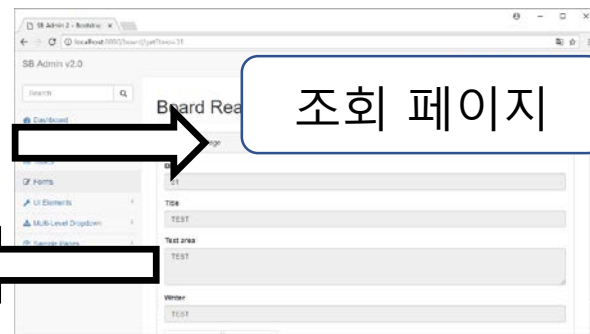 SB Admin 2 - Bootstrap
SB Admin v2.0
Search
조회 페이지
Board Rea
Dashboard
Forms
Title
UI Elements
TEST
Multi-Level Dropdown
Text area
Sample Pages
TEST
Writer
TEST